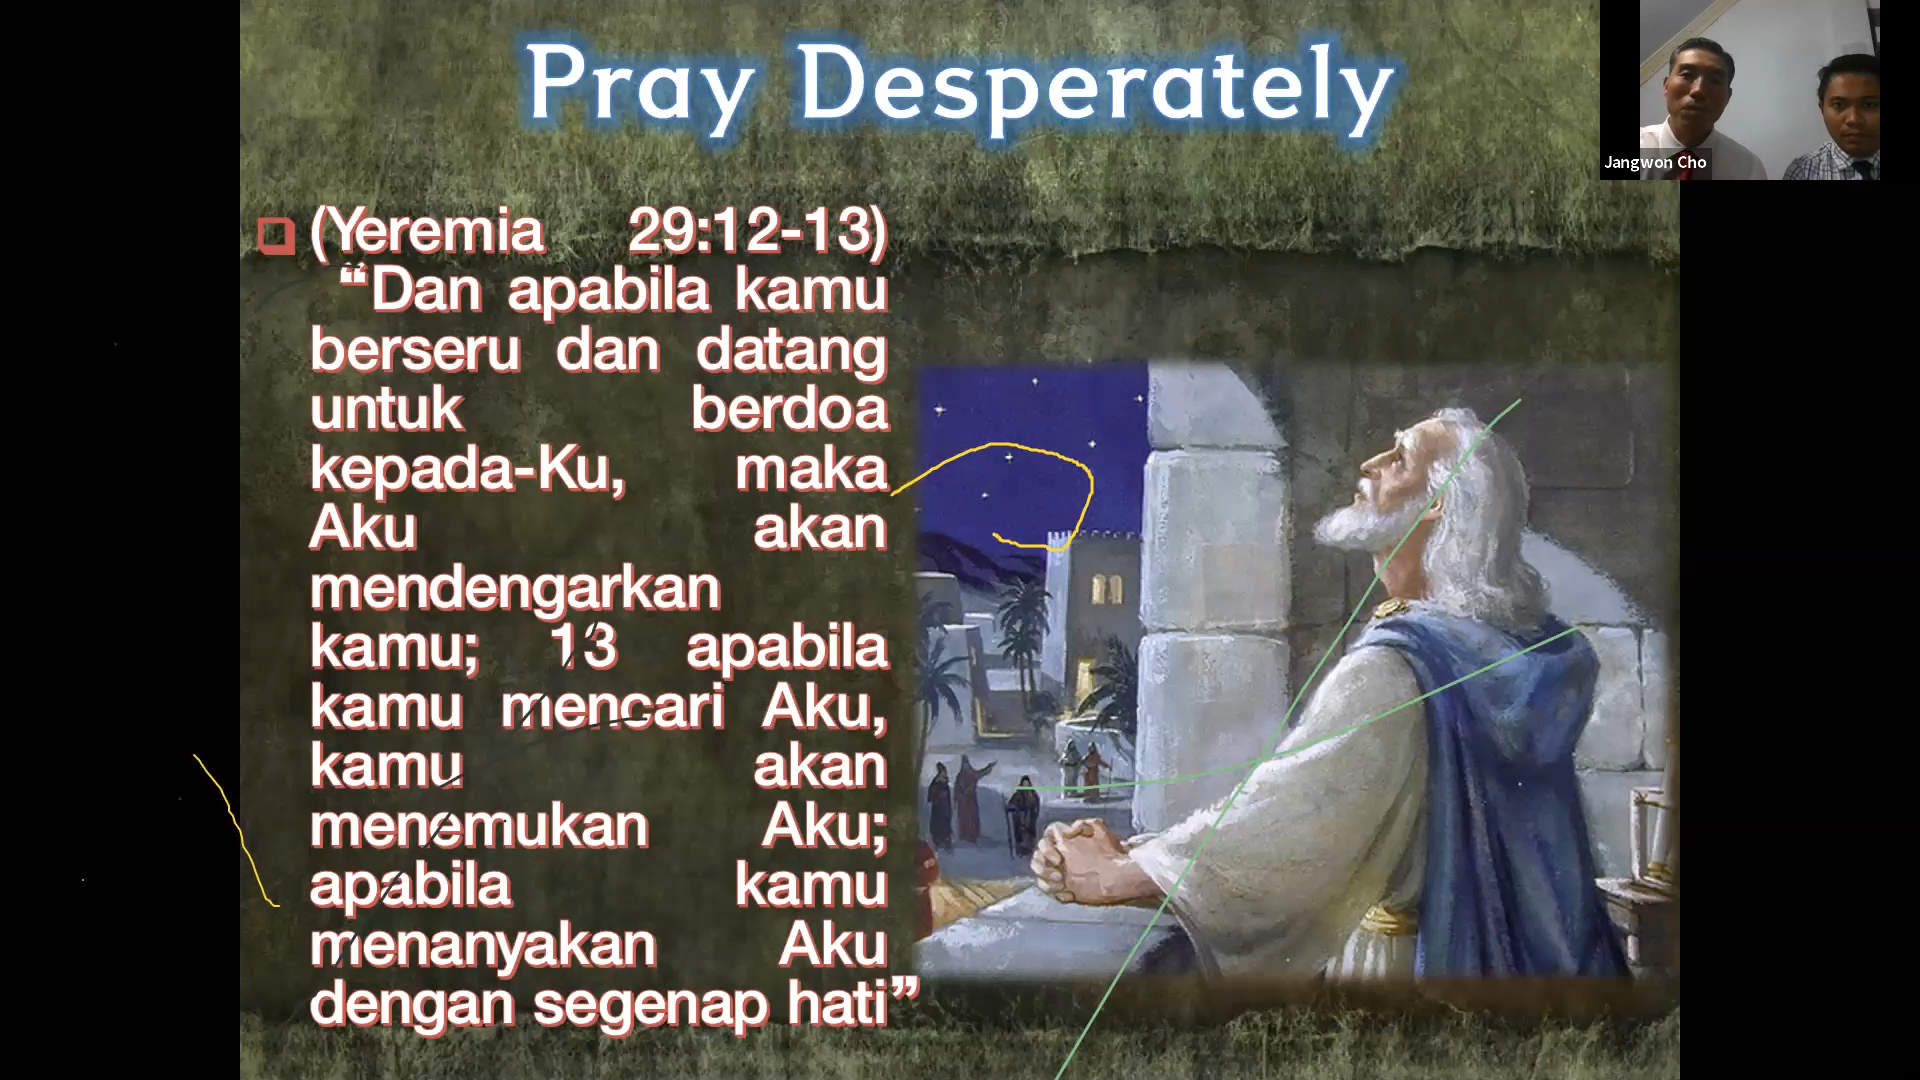 Pray Desperately
Jangwon Cho
(Yeremia 29:12-13)
“Dan apabila kamu
berseru dan datang
untuk berdoa
kepada-Ku, maka
Aku akan
mendengarkan
kamu; 13 apabila
kamu mencari Aku,
kamu akan
menemukan Aku;
apabila kamu
menanyakan Aku
dengan segenap hati”